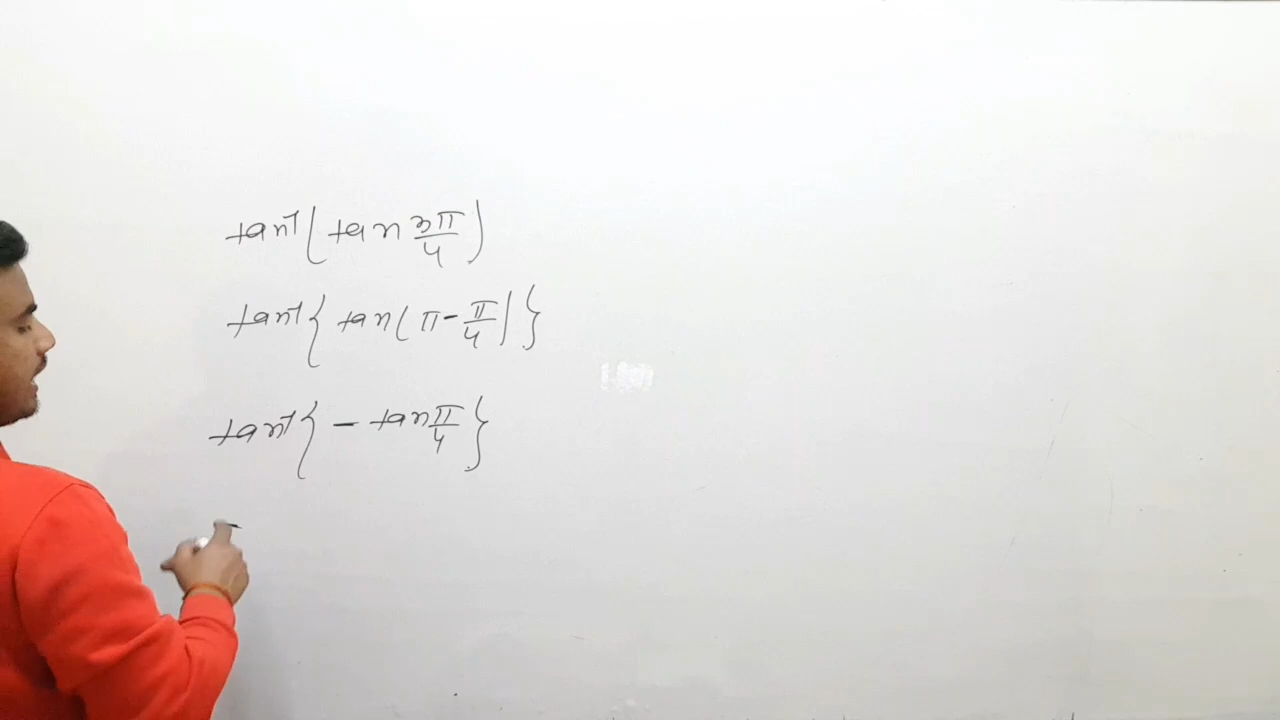 tan⁻¹(tan 3π/4)
tan⁻¹{tan(π-π/4)}
tan⁻¹{-tan π/4}